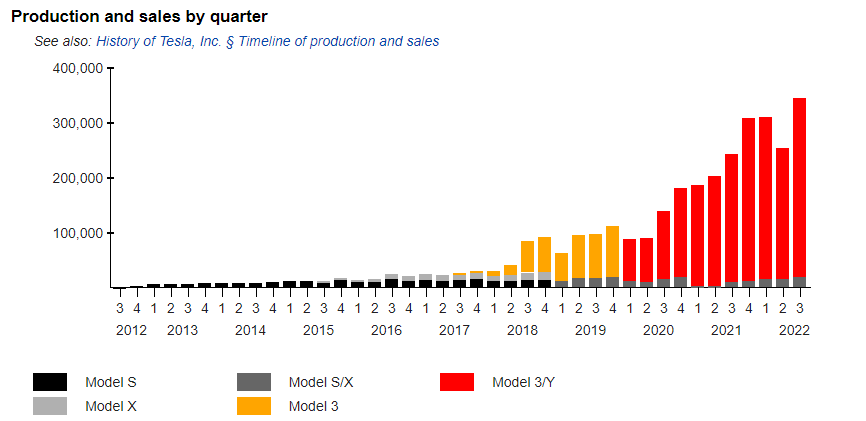 Production and sales by quarter
See also: History of Tesla, Inc. § Timeline of production and sales
400,000
300,000
200,000
100,000
3 4 1 2 3 4 1 2 3 4 1 2 3 4 1 2 3 4 1 2 3 4 1 2 3 4 1 2 3 4 1 2 3 4 1 2 3 4 1 2 3
2012 2013 2014 2015 2016 2017 2018 2019 2020 2021 2022
Model S Model S/X Model 3/Y
Model X Model 3